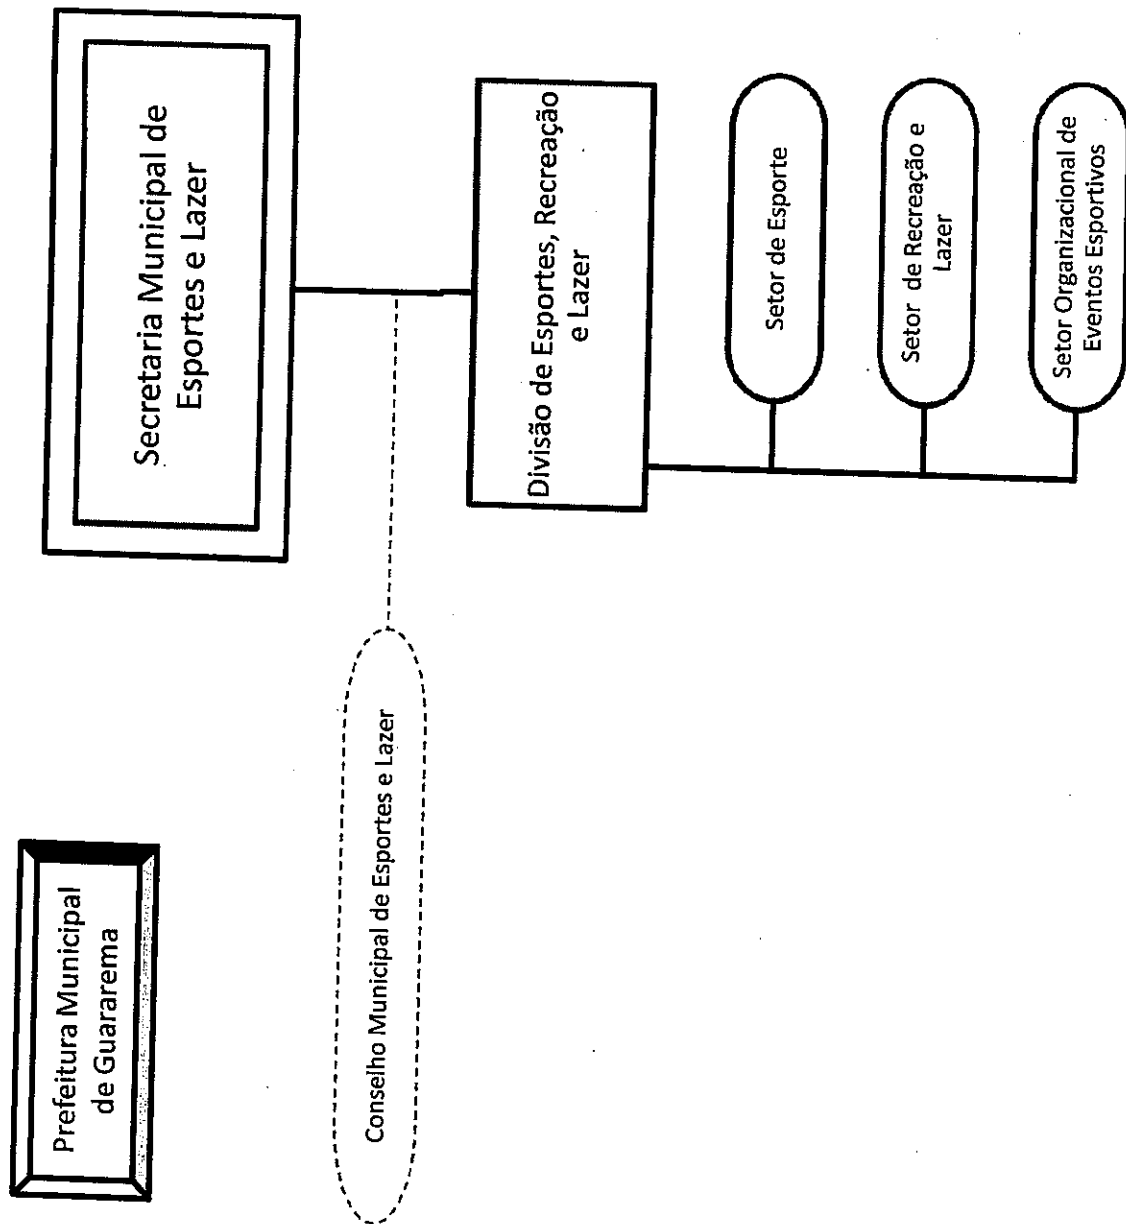 Prefeitura Municipal
de Guararema
Secretaria Municipal de
Esportes e Lazer
Conselho Municipal de Esportes e Lazer
Divisão de Esportes, Recreação
e Lazer
Setor de Esporte
Setor de Recreação e
Lazer
Setor Organizacional de
Eventos Esportivos